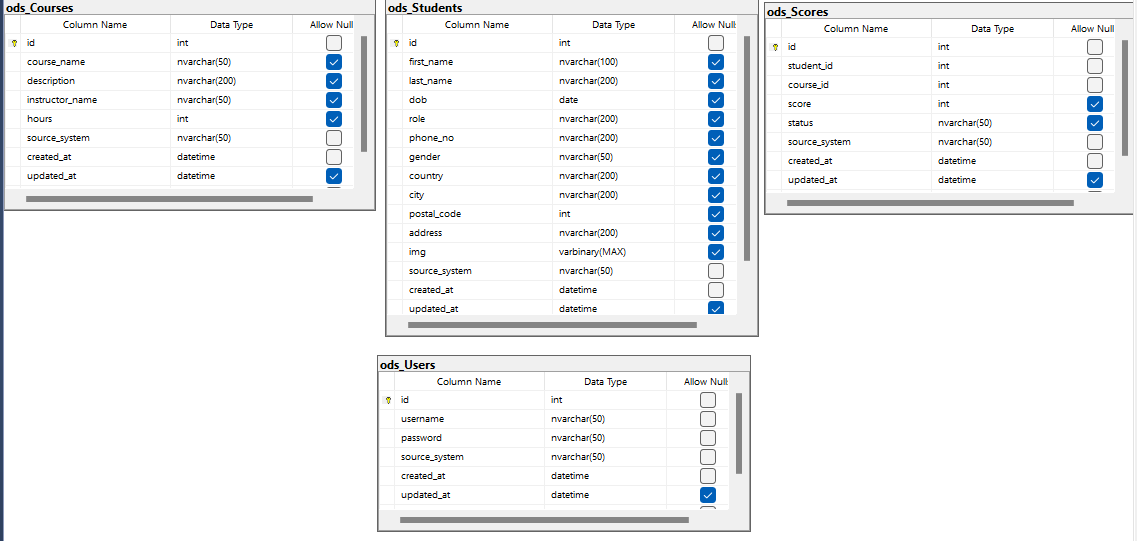 ods_Courses
Column Name Data Type Allow Null
id int
course_name nvarchar(50)
description nvarchar(200)
instructor_name nvarchar(50)
hours int
source_system nvarchar(50)
created_at datetime
updated_at datetime
ods_Students
Column Name Data Type Allow Null
id int
first_name nvarchar(100)
last_name nvarchar(200)
dob date
role nvarchar(200)
phone_no nvarchar(200)
gender nvarchar(50)
country nvarchar(200)
city nvarchar(200)
postal_code int
address nvarchar(200)
img varbinary(MAX)
source_system nvarchar(50)
created_at datetime
updated_at datetime
ods_Scores
Column Name Data Type Allow Null
id int
student_id int
course_id int
score int
status nvarchar(50)
source_system nvarchar(50)
created_at datetime
updated_at datetime
ods_Users
Column Name Data Type Allow Null
id int
username nvarchar(50)
password nvarchar(50)
source_system nvarchar(50)
created_at datetime
updated_at datetime